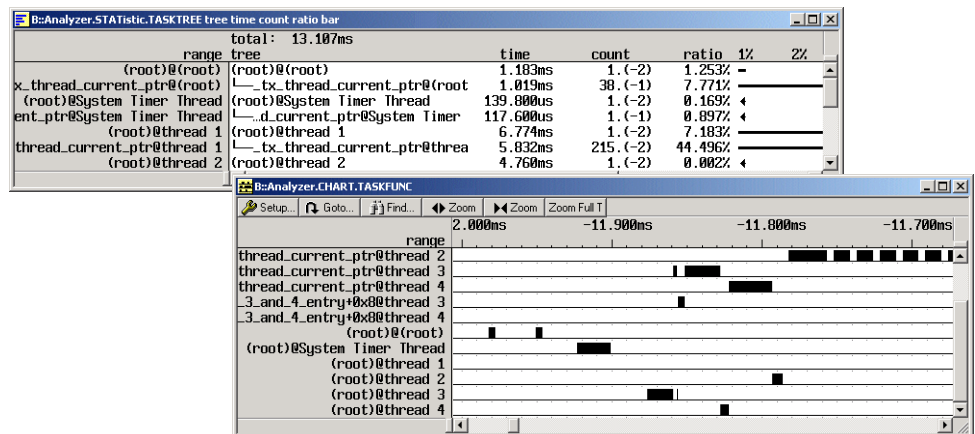 B::Analyzer.STATistic.TASKTREE tree time count ratio bar
total: 13.107ms
range tree time count ratio 1% 2%
(root)@(root) (root)@(root) 1.183ms 1.(-2) 1.253%
x_thread_current_ptr@(root) _tx_thread_current_ptr@(root 1.019ms 38.(-1) 7.771%
(root)@System Timer Thread (root)@System Timer Thread 139.800us 1.(-2) 0.169%
ent_ptr@System Timer Thread ...d_current_ptr@System Timer 117.600us 1.(-1) 0.897%
(root)@thread 1 (root)@thread 1 6.774ms 1.(-2) 7.183%
thread_current_ptr@thread 1 _tx_thread_current_ptr@threa 5.832ms 215.(-2) 44.496%
(root)@thread 2 (root)@thread 2 4.760ms 1.(-2) 0.002%
B::Analyzer.CHART.TASKFUNC
Setup... Goto... Find... Zoom Zoom Zoom Full T
2.000ms -11.900ms -11.800ms -11.700ms
range
thread_current_ptr@thread 2
thread_current_ptr@thread 3
thread_current_ptr@thread 4
_3_and_4_entry+0x8@thread 3
_3_and_4_entry+0x8@thread 4
(root)@(root)
(root)@System Timer Thread
(root)@thread 1
(root)@thread 2
(root)@thread 3
(root)@thread 4